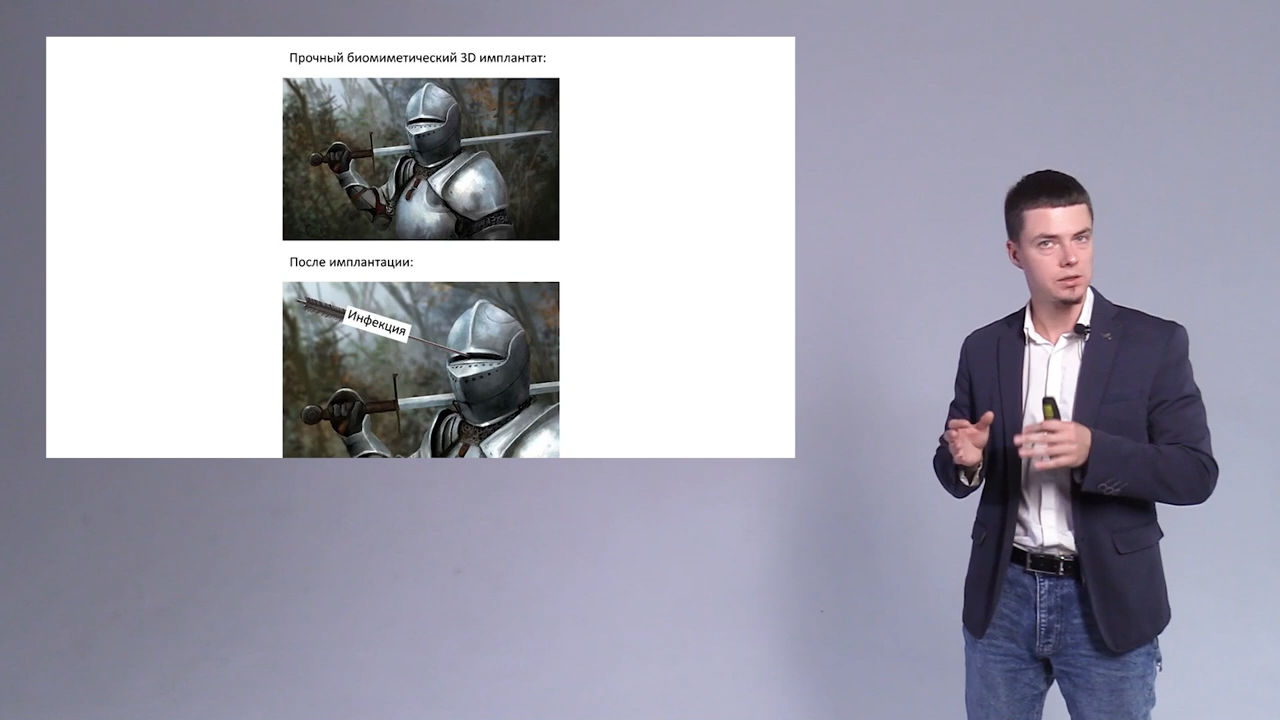 Прочный биомиметический 3D имплантат:
После имплантации:
Инфекция